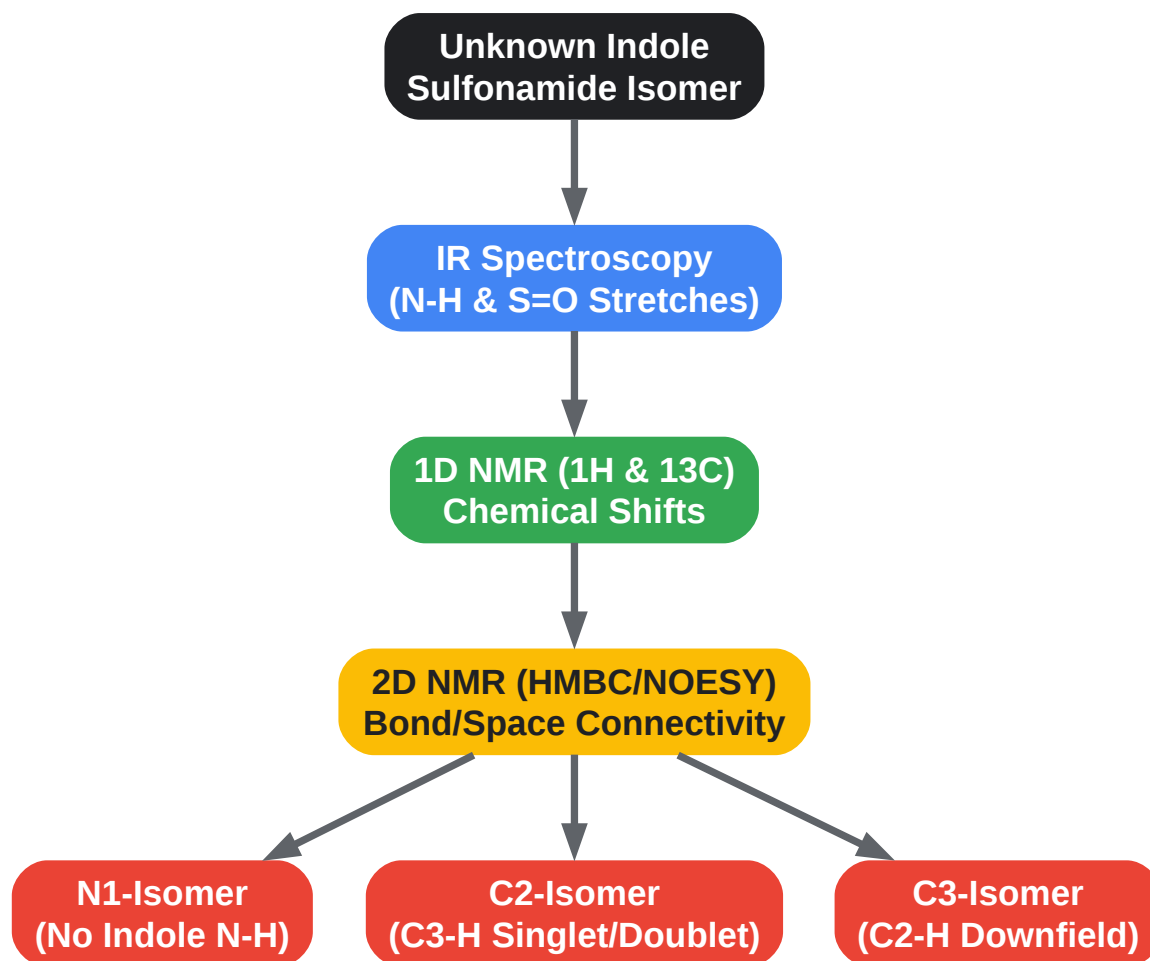 Unknown Indole
Sulfonamide Isomer
IR Spectroscopy
(N-H & S=O Stretches)
1D NMR (1H & 13C)
Chemical Shifts
2D NMR (HMBC/NOESY)
Bond/Space Connectivity
N1-Isomer
(No Indole N-H)
C2-Isomer
(C3-H Singlet/Doublet)
C3-Isomer
(C2-H Downfield)